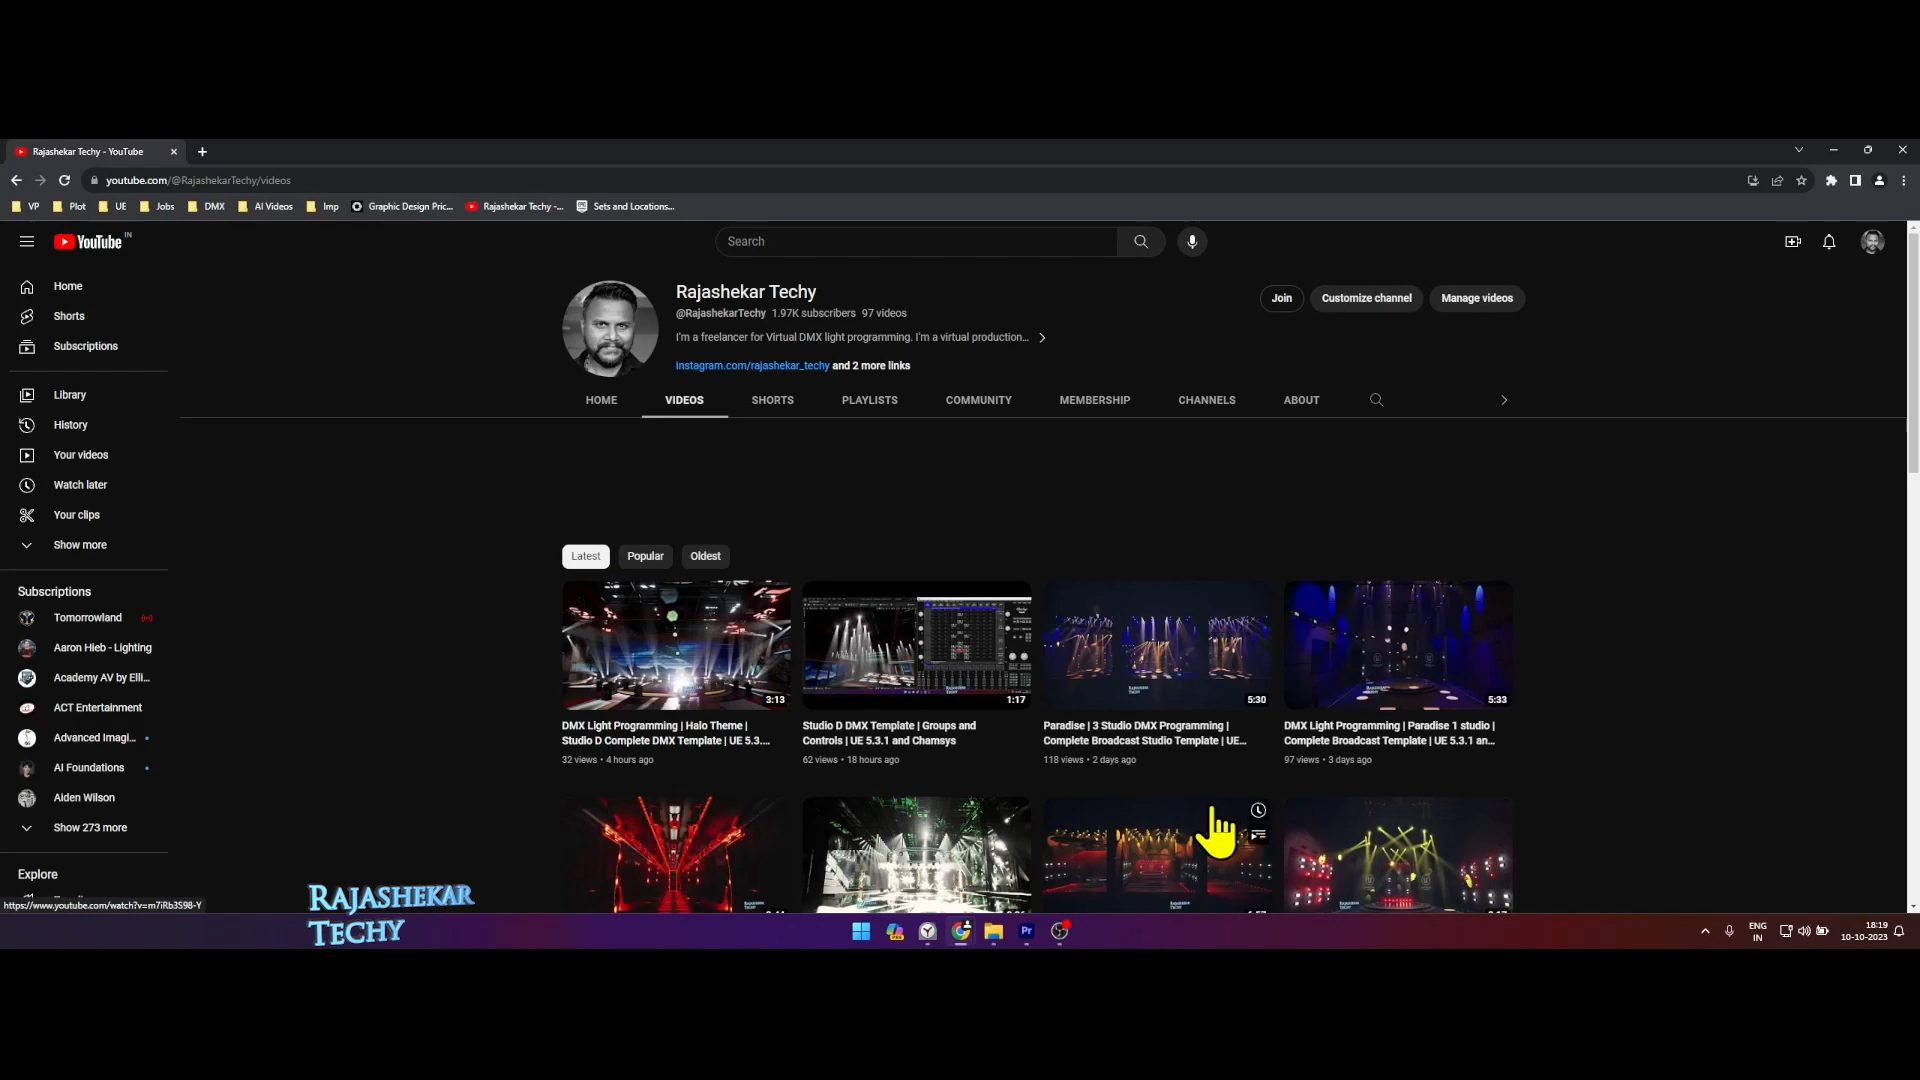 Rajashekar Techy - YouTube
youtube.com/@RajashekarTechy/videos
VP Plot UE Jobs DMX AI Videos Imp Graphic Design Pric... Rajashekar Techy -... Sets and Locations...
YouTube IN
Search
Home
Shorts
Subscriptions
Library
History
Your videos
Watch later
Your clips
Show more
Subscriptions
Tomorrowland
Aaron Hieb - Lighting
Academy AV by Elli...
ACT Entertainment
Advanced Imagi...
AI Foundations
Aiden Wilson
Show 273 more
Explore
https://www.youtube.com/watch?v=m7iRb3S98-Y
Rajashekar Techy
@RajashekarTechy 1.97K subscribers 97 videos
I'm a freelancer for Virtual DMX light programming. I'm a virtual production...
instagram.com/rajashekar_techy and 2 more links
Join Customize channel Manage videos
HOME VIDEOS SHORTS PLAYLISTS COMMUNITY MEMBERSHIP CHANNELS ABOUT
Latest Popular Oldest
3:13
DMX Light Programming | Halo Theme |
Studio D Complete DMX Template | UE 5.3....
32 views • 4 hours ago
1:17
Studio D DMX Template | Groups and
Controls | UE 5.3.1 and Chamsys
62 views • 18 hours ago
5:30
Paradise | 3 Studio DMX Programming |
Complete Broadcast Studio Template | UE...
118 views • 2 days ago
5:33
DMX Light Programming | Paradise 1 studio |
Complete Broadcast Template | UE 5.3.1 an...
97 views • 3 days ago
RAJASHEKAR
TECHY
Pr
ENG
IN
18:19
10-10-2023